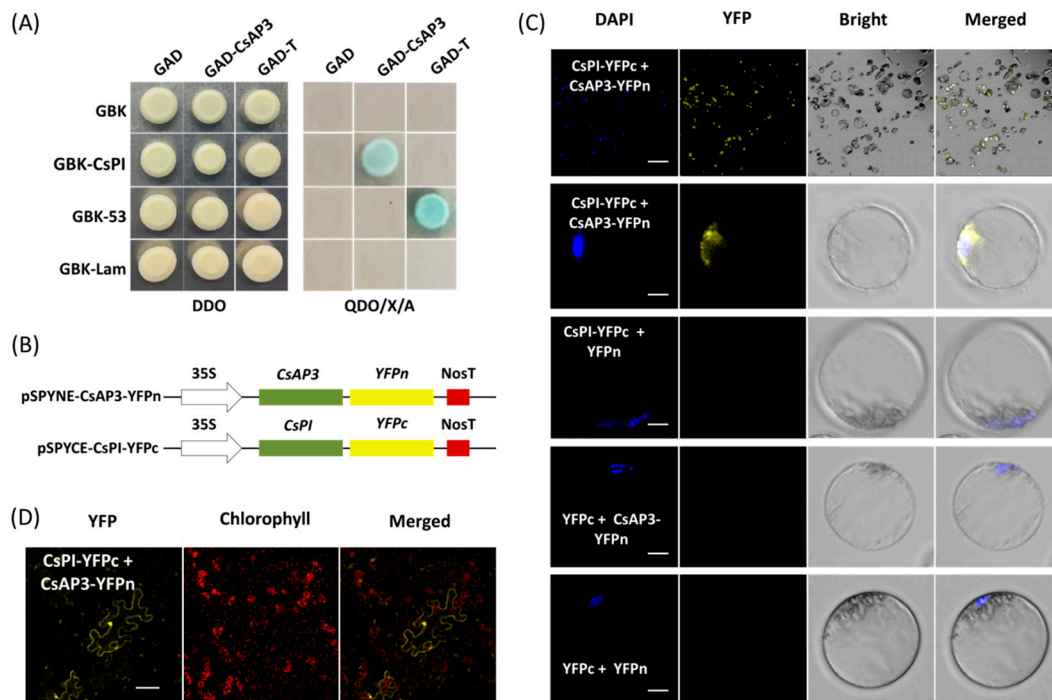 (A)
GAD
GAD-CsAP3
GAD-T
GAD
GAD-CsAP3
GAD-T
GBK
GBK-CsPI
GBK-53
GBK-Lam
DDO
QDO/X/A
(B)
35S
CsAP3
YFPn
NosT
pSPYNE-CsAP3-YFPn
35S
CsPI
YFPc
NosT
pSPYCE-CsPI-YFPc
(D)
YFP
Chlorophyll
Merged
CsPI-YFPc +
CsAP3-YFPn
(C)
DAPI
YFP
Bright
Merged
CsPI-YFPc +
CsAP3-YFPn
CsPI-YFPc +
CsAP3-YFPn
CsPI-YFPc +
YFPn
YFPc + CsAP3-
YFPn
YFPc + YFPn